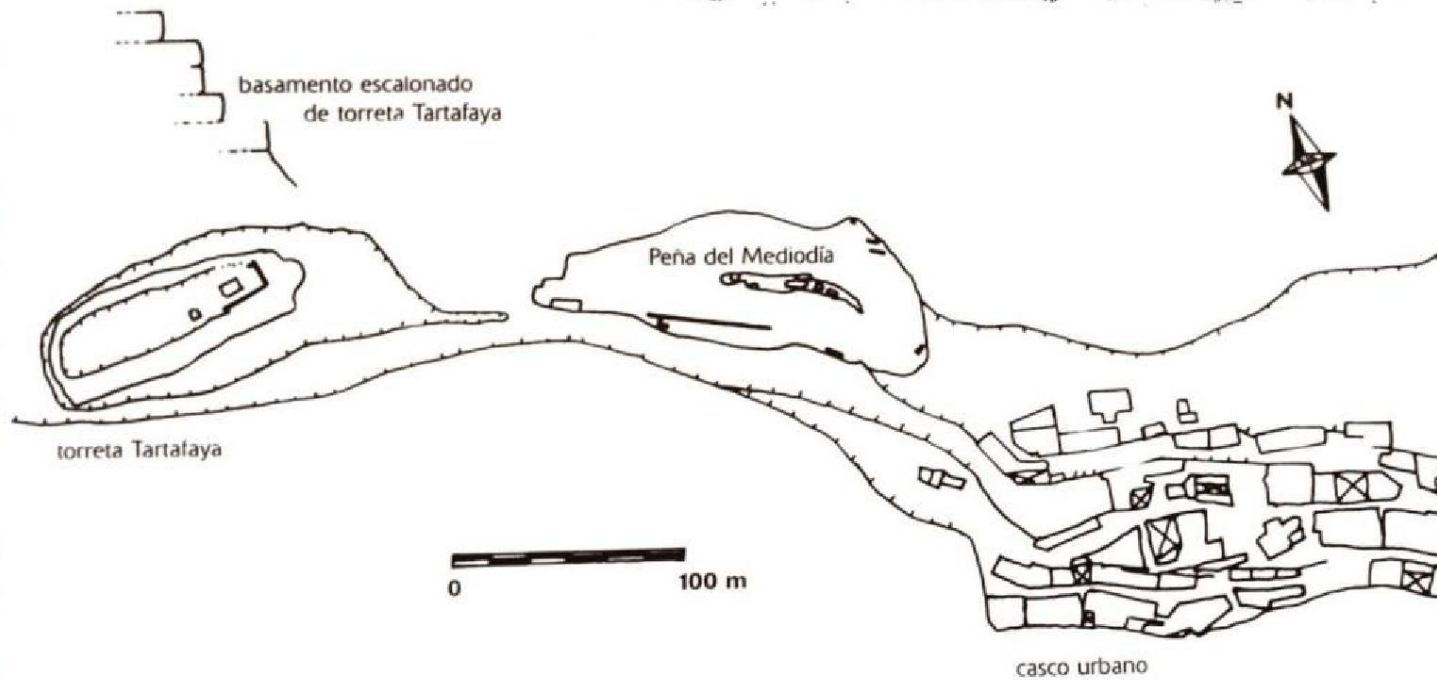 basamento escalonado
de torreta Tartafaya
N
Peña del Mediodía
torreta Tartafaya
0 100 m
casco urbano